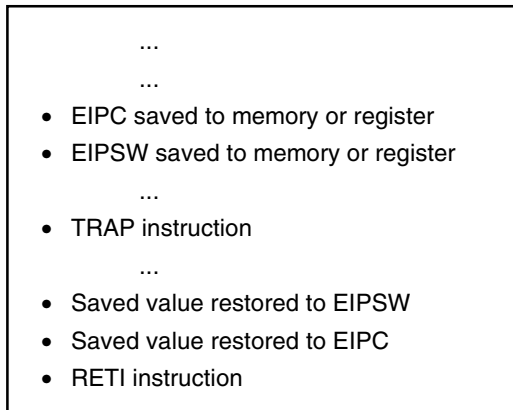 ...
...
• EIPC saved to memory or register
• EIPSW saved to memory or register
...
• TRAP instruction
...
• Saved value restored to EIPSW
• Saved value restored to EIPC
• RETI instruction